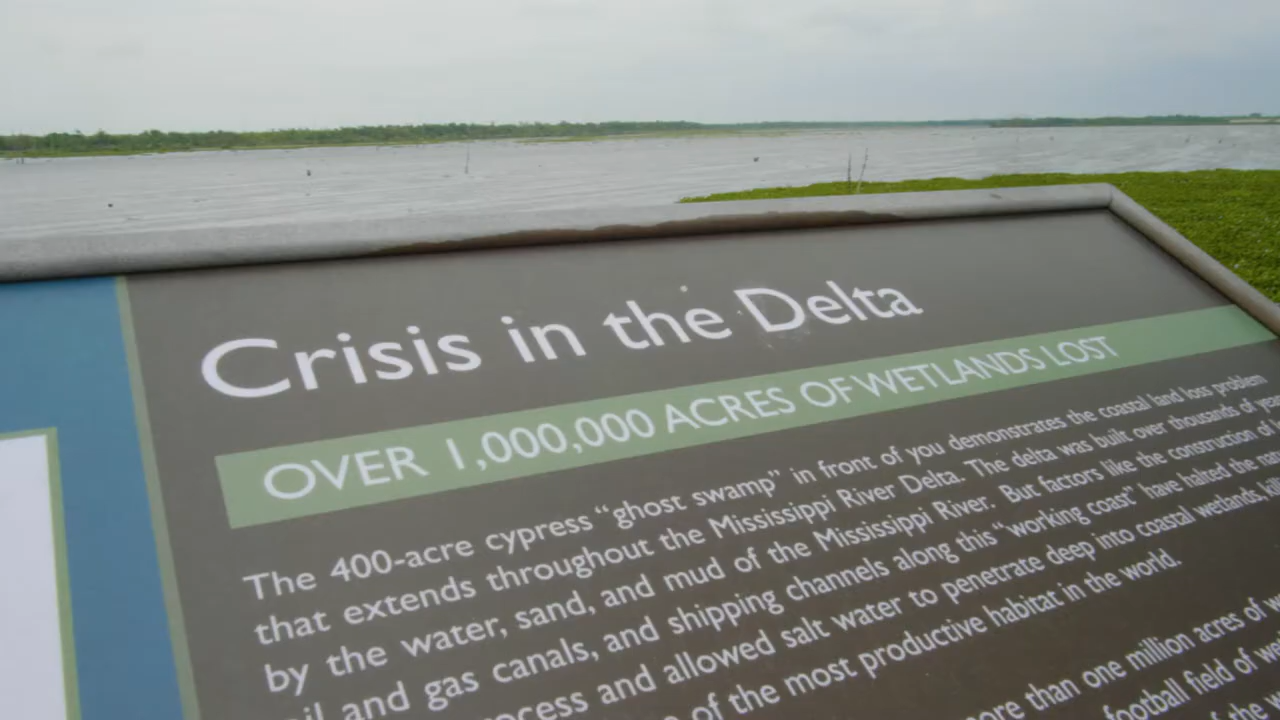 Crisis in the Delta
OVER 1,000,000 ACRES OF WETLANDS LOST
The 400-acre cypress “ghost swamp” in front of you demonstrates the coastal land loss problem
that extends throughout the Mississippi River Delta. The delta was built over thousands of years
by the water, sand, and mud of the Mississippi River. But factors like the construction of
and gas canals, and shipping channels along this “working coast” have halted the
and allowed salt water to penetrate deep into coastal wetlands,
of the most productive habitat in the world.
than one million acres of
football field of